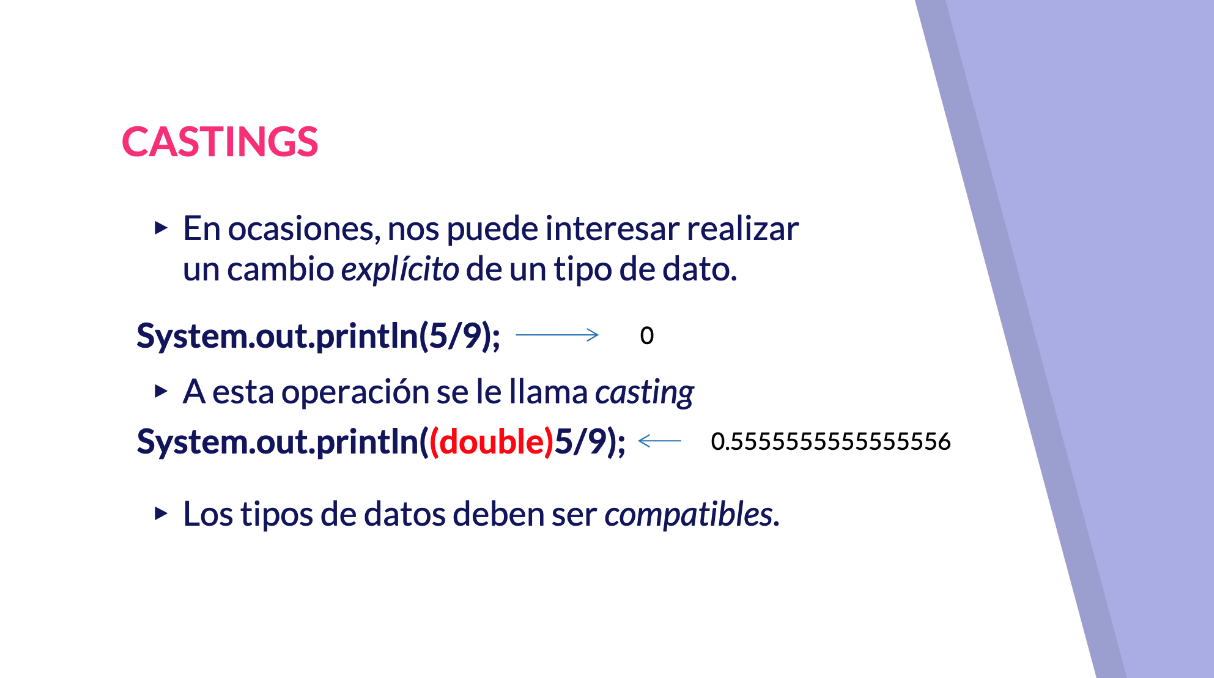 CASTINGS
En ocasiones, nos puede interesar realizar
un cambio explícito de un tipo de dato.
System.out.println(5/9); 0
A esta operación se le llama casting
System.out.println((double)5/9); 0.5555555555555556
Los tipos de datos deben ser compatibles.